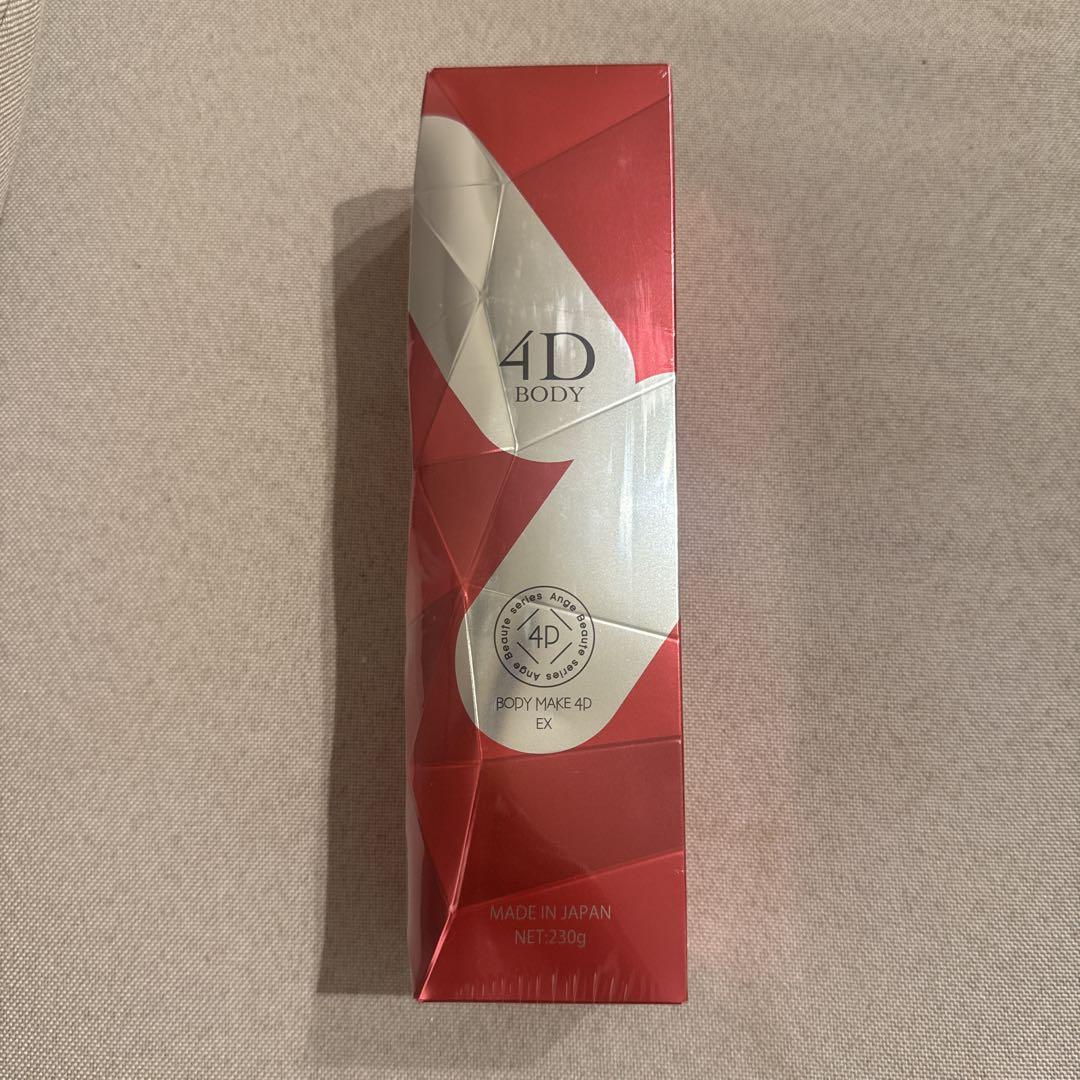 4D
BODY
Ange Beaute series Ange Beaute series
4D
BODY MAKE 4D
EX
MADE IN JAPAN
NET:230g